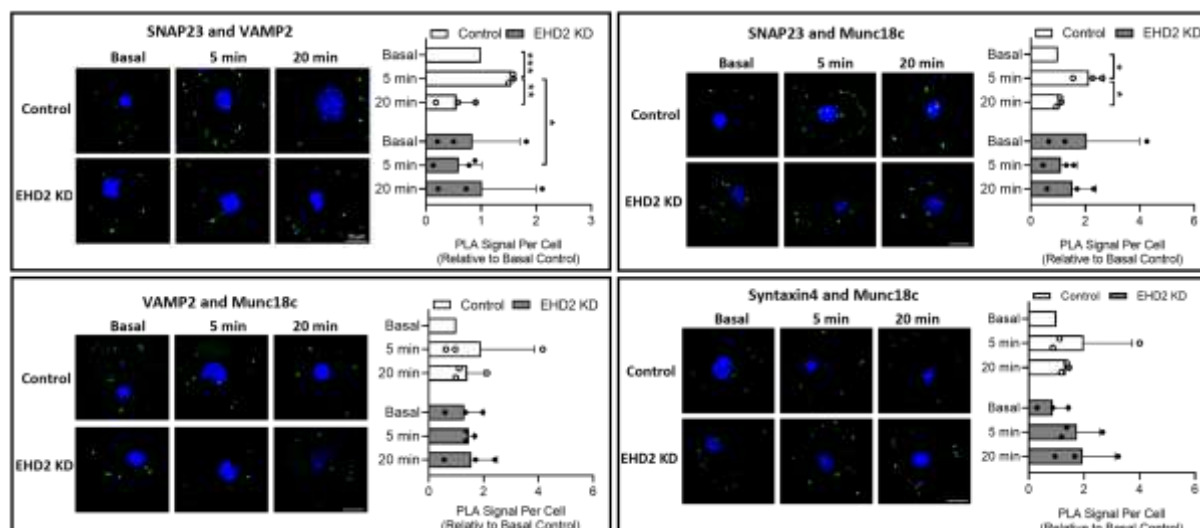 SNAP23 and VAMP2
Basal 5 min 20 min
Control
EHD2 KD
Control EHD2 KD
Basal
****
5 min
**
20 min
*
Basal
5 min
20 min
0 1 2 3
PLA Signal Per Cell
(Relative to Basal Control)
SNAP23 and Munc18c
Basal 5 min 20 min
Control
EHD2 KD
Control EHD2 KD
Basal
*
5 min
*
20 min
Basal
5 min
20 min
0 2 4 6
PLA Signal Per Cell
(Relative to Basal Control)
VAMP2 and Munc18c
Basal 5 min 20 min
Control
EHD2 KD
Control EHD2 KD
Basal
5 min
20 min
Basal
5 min
20 min
0 2 4 6
PLA Signal Per Cell
(Relativ to Basal Control)
Syntaxin4 and Munc18c
Basal 5 min 20 min
Control
EHD2 KD
Control EHD2 KD
Basal
5 min
20 min
Basal
5 min
20 min
0 2 4 6
PLA Signal Per Cell
(Relative to Basal Control)